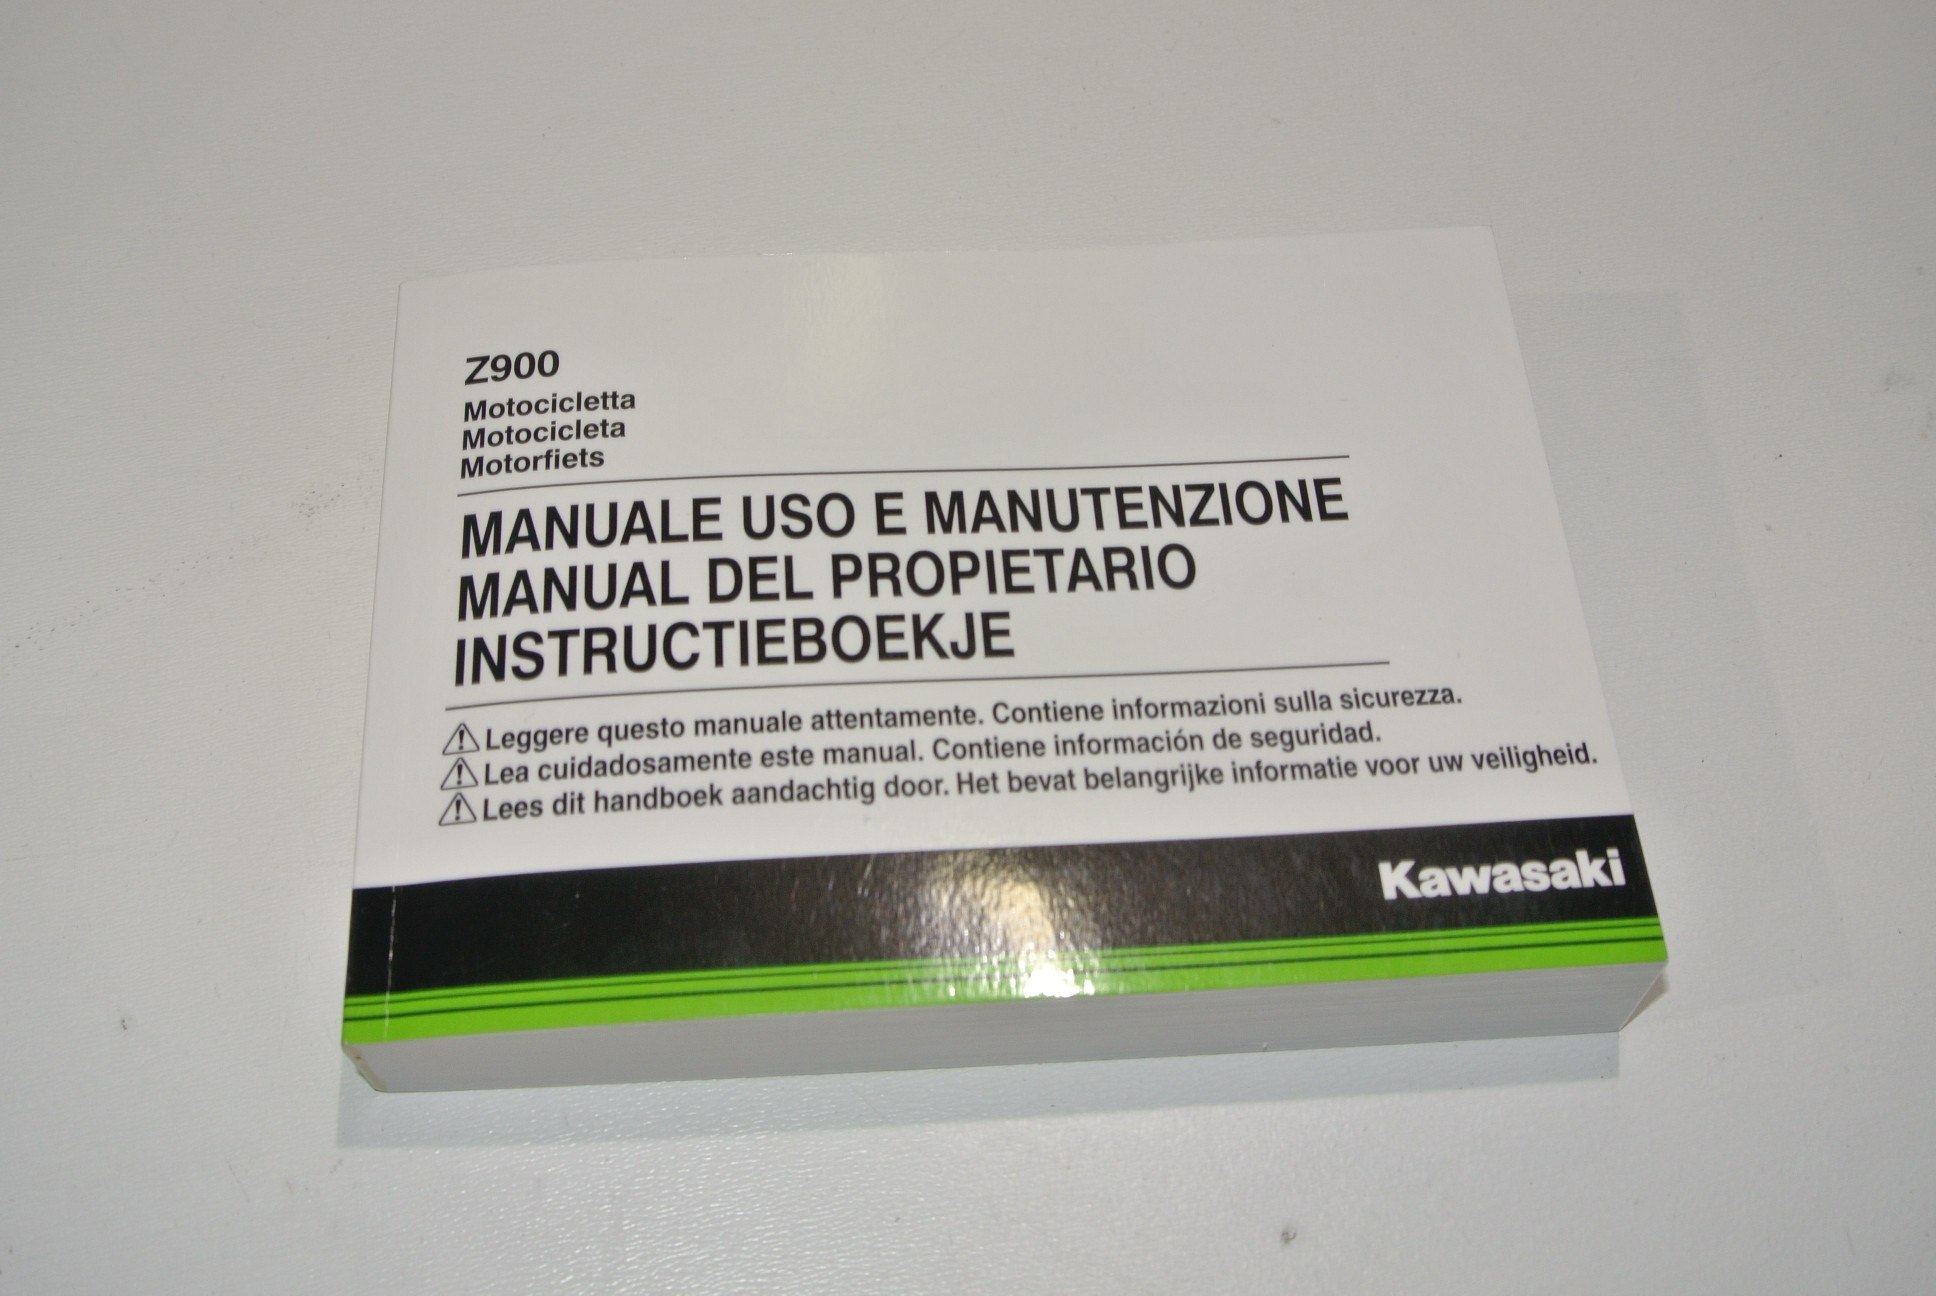 Z900
Motocicletta
Motocicleta
Motorfiets
MANUALE USO E MANUTENZIONE
MANUAL DEL PROPIETARIO
INSTRUCTIEBOEKJE
Leggere questo manuale attentamente. Contiene informazioni sulla sicurezza.
Lea cuidadosamente este manual. Contiene información de seguridad.
Lees dit handboek aandachtig door. Het bevat belangrijke informatie voor uw veiligheid.
Kawasaki